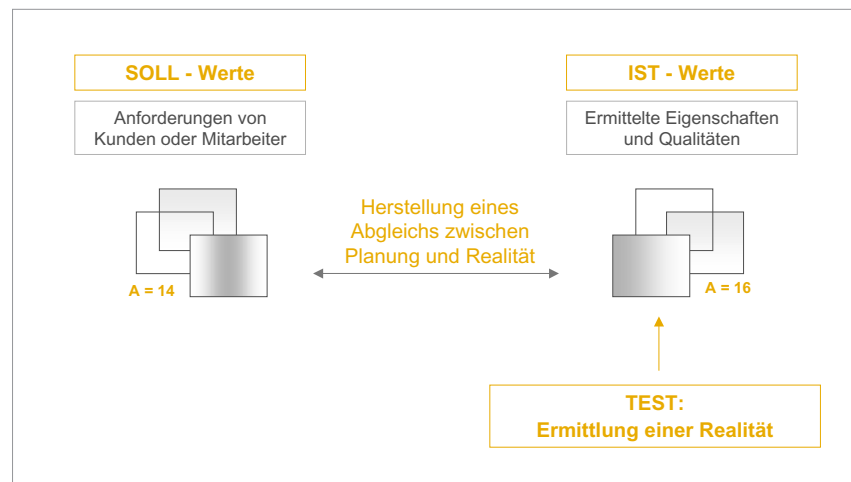 SOLL - Werte
IST - Werte
Anforderungen von
Kunden oder Mitarbeiter
Ermittelte Eigenschaften
und Qualitäten
Herstellung eines
Abgleichs zwischen
Planung und Realität
A = 14
A = 16
TEST:
Ermittlung einer Realität